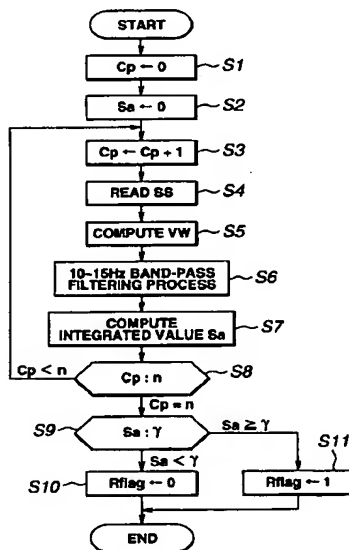 START
Cp ← 0
S1
Sa ← 0
S2
Cp ← Cp + 1
S3
READ SS
S4
COMPUTE VW
S5
10~15Hz BAND-PASS
FILTERING PROCESS
S6
COMPUTE
INTEGRATED VALUE Sa
S7
Cp < n
Cp : n
S8
Cp = n
S9
Sa : γ
Sa ≥ γ
Sa < γ
S11
S10
Rflag ← 0
Rflag ← 1
END